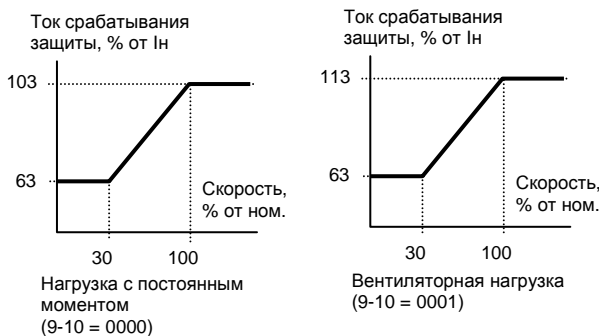 Ток срабатывания
защиты, % от Iн
103
63
Скорость,
% от ном.
30
100
Нагрузка с постоянным
моментом
(9-10 = 0000)
Ток срабатывания
защиты, % от Iн
113
63
Скорость,
% от ном.
30
100
Вентиляторная нагрузка
(9-10 = 0001)